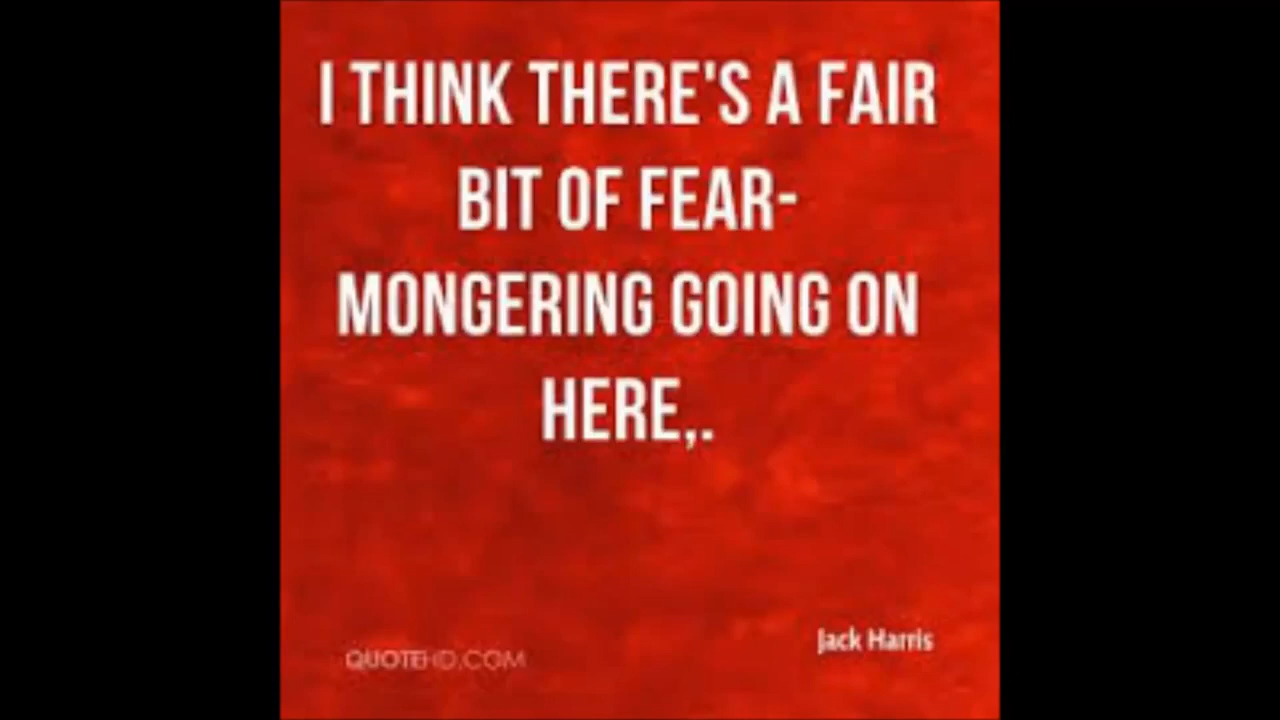 I THINK THERE'S A FAIR
BIT OF FEAR-
MONGERING GOING ON
HERE,.
Jack Harris
QUOTEHD.COM